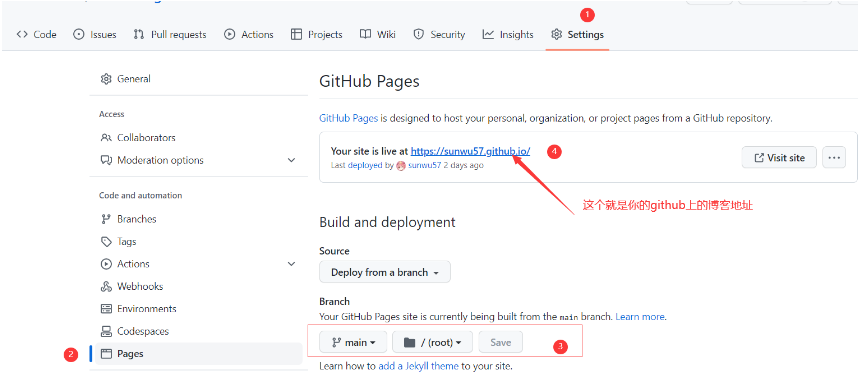 1
Code Issues Pull requests Actions Projects Wiki Security Insights Settings
General
Access
Collaborators
Moderation options
Code and automation
Branches
Tags
Actions
Webhooks
Environments
Codespaces
2 Pages
GitHub Pages
GitHub Pages is designed to host your personal, organization, or project pages from a GitHub repository.
Your site is live at https://sunwu57.github.io/ 4
Last deployed by sunwu57 2 days ago
Visit site ...
这个就是你的github上的博客地址
Build and deployment
Source
Deploy from a branch
Branch
Your GitHub Pages site is currently being built from the main branch. Learn more.
main / (root) Save 3
Learn how to add a Jekyll theme to your site.